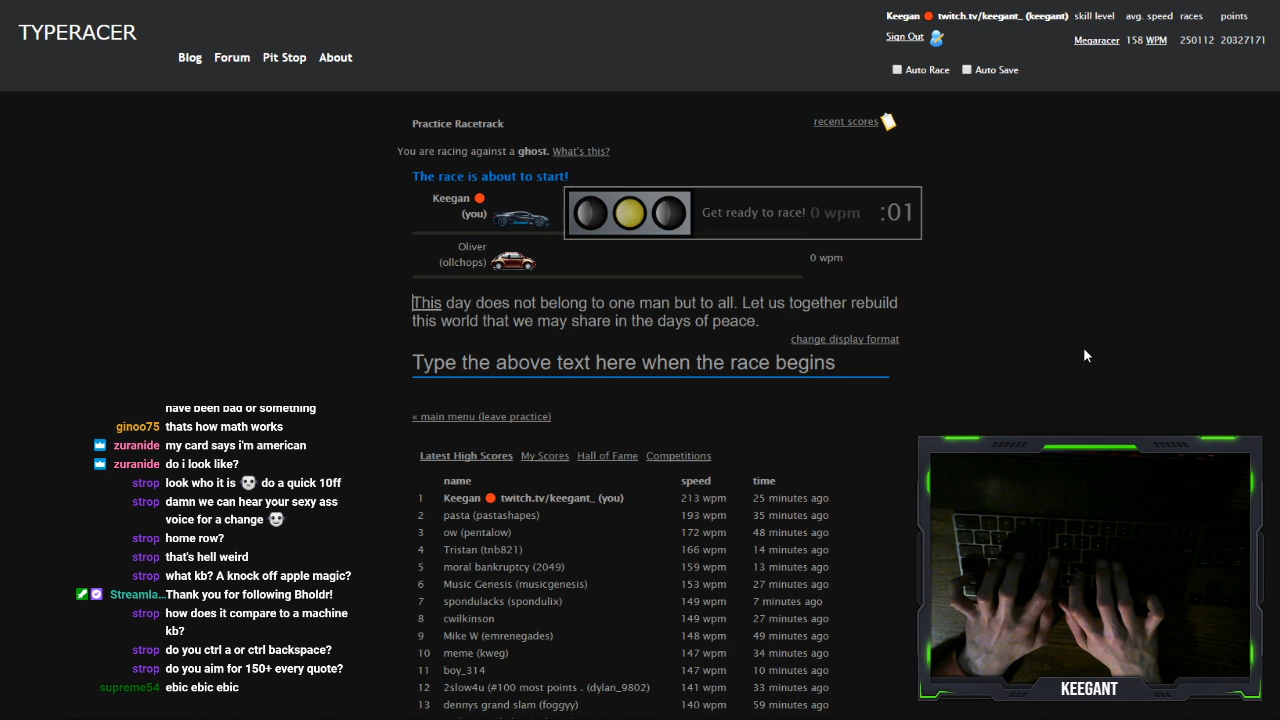 TYPERACER
Blog Forum Pit Stop About
Keegan twitch.tv/keegant_ (keegant) skill level avg. speed races points
Sign Out Megaracer 158 WPM 250112 20327171
Auto Race Auto Save
Practice Racetrack recent scores
You are racing against a ghost. What's this?
The race is about to start!
Keegan
(you)
Get ready to race! 0 wpm :01
Oliver
(ollchops) 0 wpm
This day does not belong to one man but to all. Let us together rebuild
this world that we may share in the days of peace.
change display format
Type the above text here when the race begins
« main menu (leave practice)
Latest High Scores My Scores Hall of Fame Competitions
name speed time
1 Keegan twitch.tv/keegant_ (you) 213 wpm 25 minutes ago
2 pasta (pastashapes) 193 wpm 35 minutes ago
3 ow (pentalow) 172 wpm 48 minutes ago
4 Tristan (tnb821) 166 wpm 14 minutes ago
5 moral bankruptcy (2049) 159 wpm 13 minutes ago
6 Music Genesis (musicgenesis) 153 wpm 27 minutes ago
7 spondulacks (spondulix) 149 wpm 7 minutes ago
8 cwilkinson 149 wpm 27 minutes ago
9 Mike W (emrenegades) 148 wpm 49 minutes ago
10 meme (kweg) 147 wpm 34 minutes ago
11 boy_314 147 wpm 10 minutes ago
12 2slow4u (#100 most points . (dylan_9802) 141 wpm 33 minutes ago
13 dennys grand slam (foggyy) 140 wpm 59 minutes ago
have been bad or something
ginoo75 thats how math works
zuranide my card says i'm american
zuranide do i look like?
strop look who it is do a quick 10ff
strop damn we can hear your sexy ass
voice for a change
strop home row?
strop that's hell weird
strop what kb? A knock off apple magic?
Streamla... Thank you for following Bholdr!
strop how does it compare to a machine
kb?
strop do you ctrl a or ctrl backspace?
strop do you aim for 150+ every quote?
supreme54 ebic ebic ebic
KEEGANT